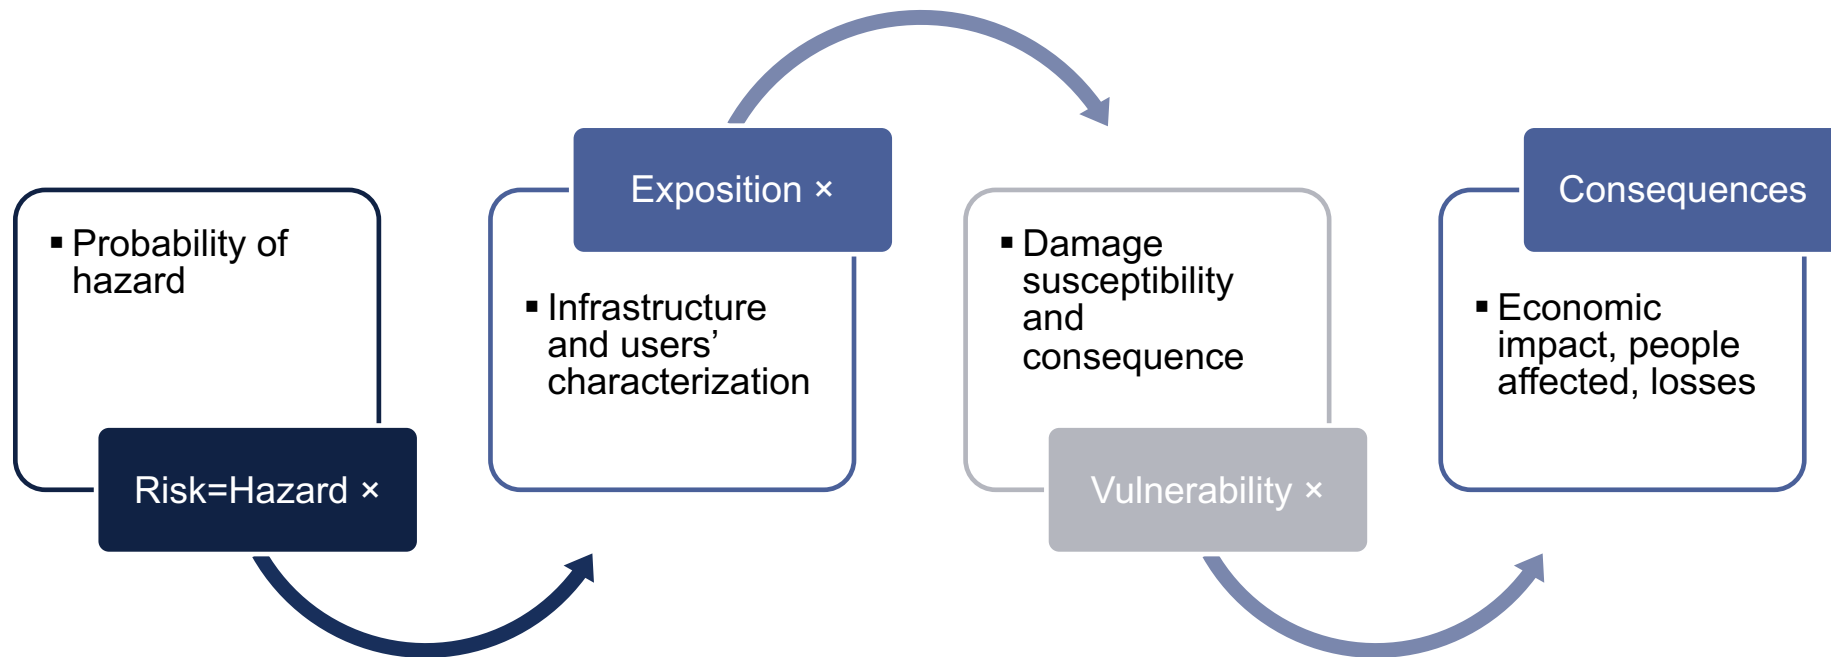 ▪ Probability of
hazard
Risk=Hazard ×
Exposition ×
▪ Infrastructure
and users’
characterization
▪ Damage
susceptibility
and
consequence
Vulnerability ×
Consequences
▪ Economic
impact, people
affected, losses